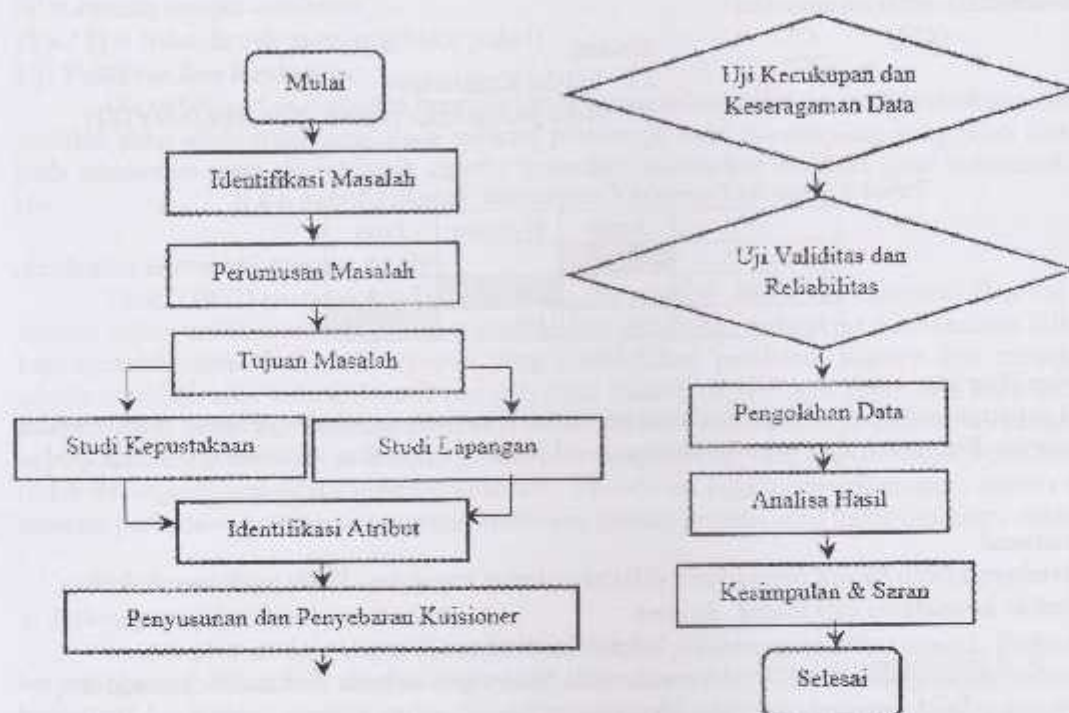 Mulai
Identifikasi Masalah
Perumusan Masalah
Tujuan Masalah
Studi Kepustakaan
Studi Lapangan
Identifikasi Atribut
Penyusunan dan Penyebaran Kuisioner
Uji Kecukupan dan
Keseragaman Data
Uji Validitas dan
Reliabilitas
Pengolahan Data
Analisa Hasil
Kesimpulan & Saran
Selesai